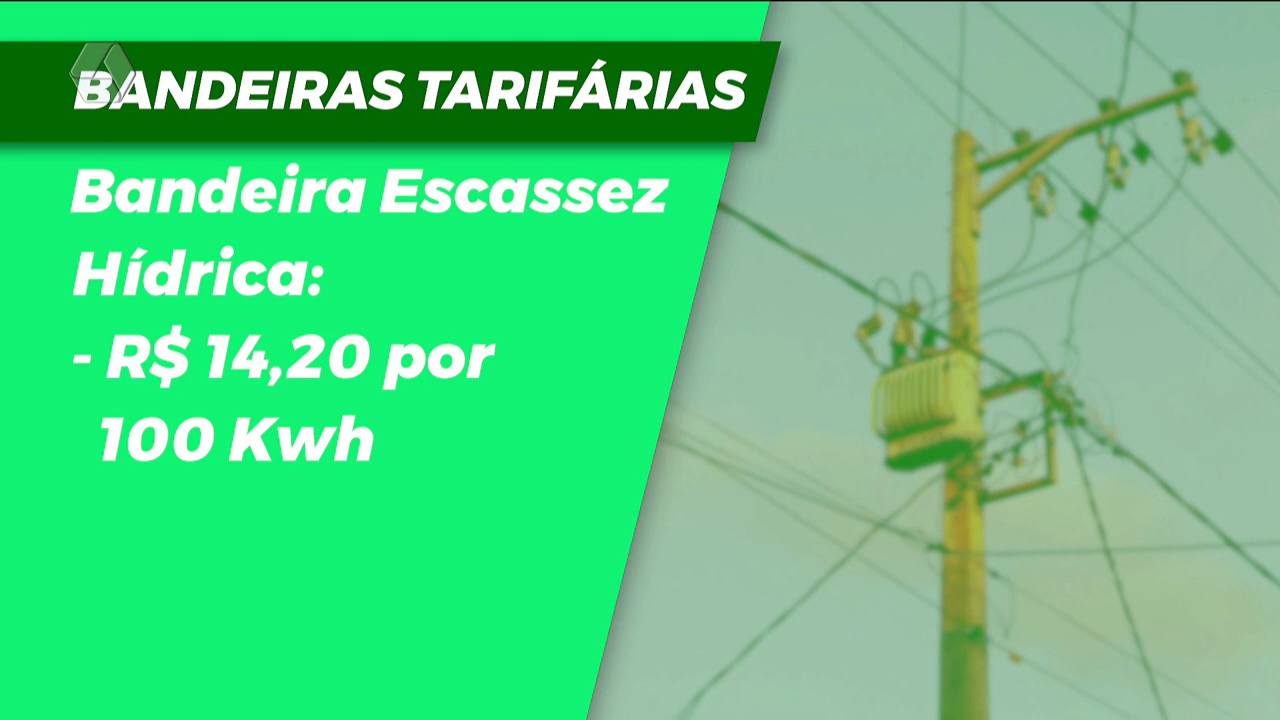 BANDEIRAS TARIFÁRIAS
Bandeira Escassez
Hídrica:
- R$ 14,20 por
100 Kwh